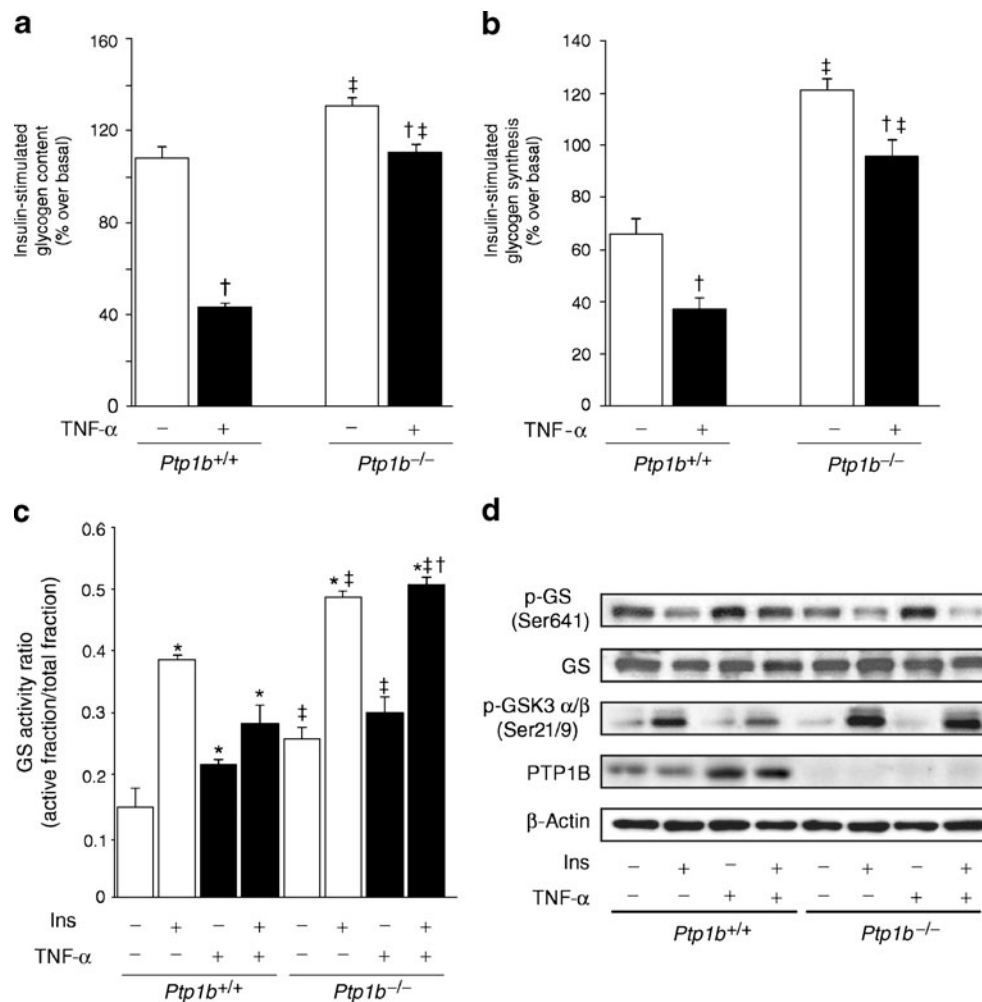 a
160
120
80
40
0
Insulin-stimulated
glycogen content
(% over basal)
†
‡
†‡
TNF-α – + – +
Ptp1b+/+ Ptp1b–/–
b
140
120
100
80
60
40
20
0
Insulin-stimulated
glycogen synthesis
(% over basal)
†
‡
†‡
TNF-α – + – +
Ptp1b+/+ Ptp1b–/–
c
0.6
0.5
0.4
0.3
0.2
0.1
0
GS activity ratio
(active fraction/total fraction)
*
*
*
‡
*‡
‡
*‡†
Ins – + – + – + – +
TNF-α – – + + – – + +
Ptp1b+/+ Ptp1b–/–
d
p-GS
(Ser641)
GS
p-GSK3 α/β
(Ser21/9)
PTP1B
β-Actin
Ins – + – + – + – +
TNF-α – – + + – – + +
Ptp1b+/+ Ptp1b–/–